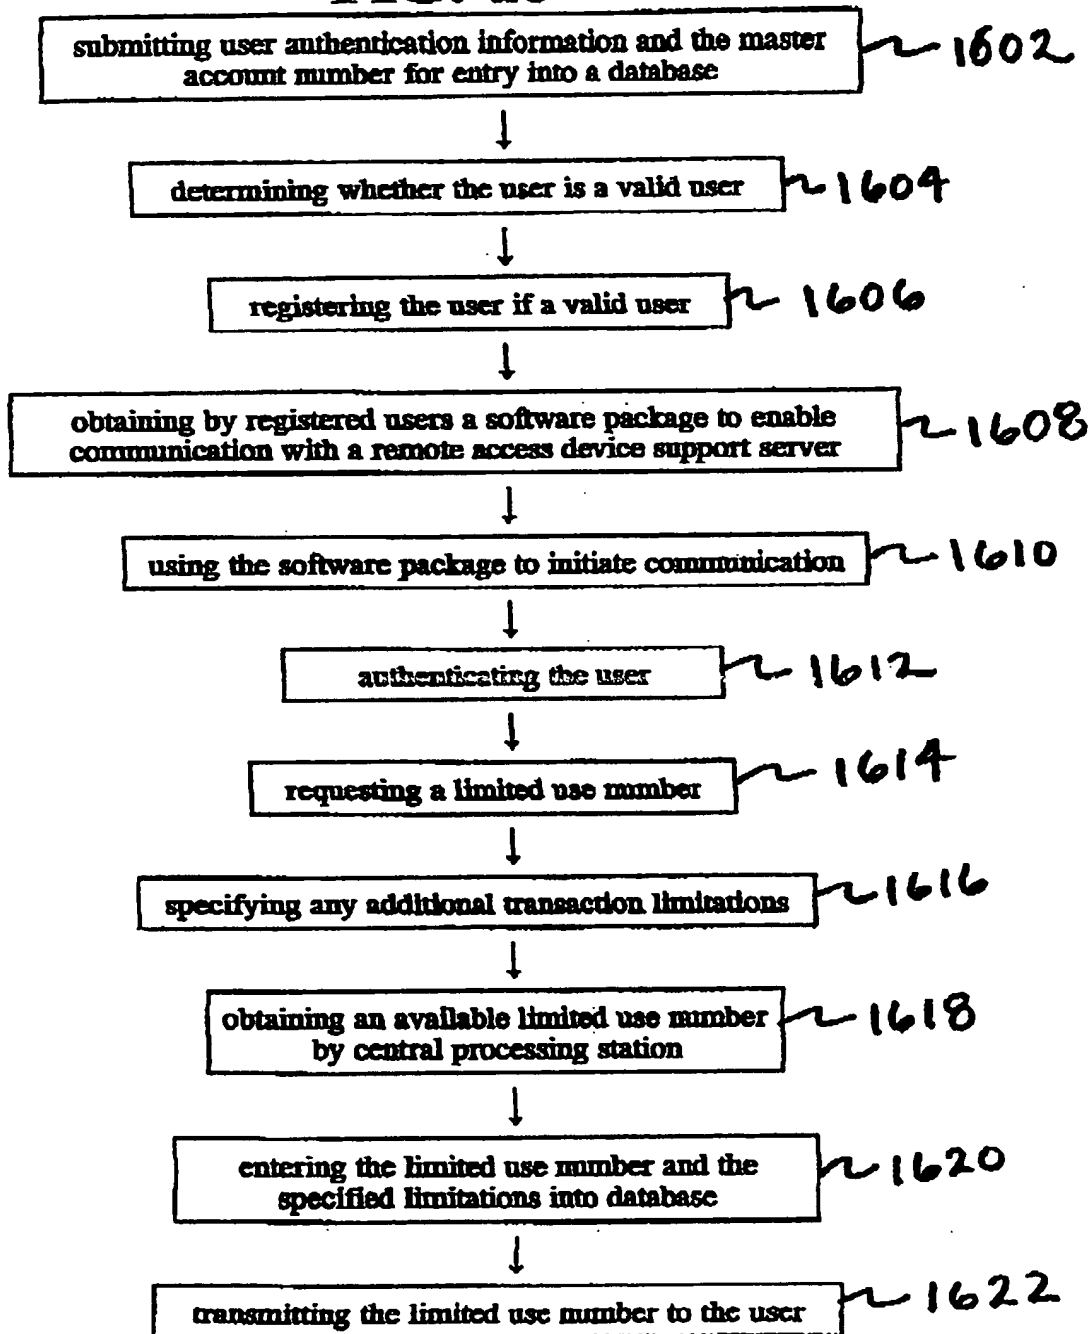 submitting user authentication information and the master 1602
account number for entry into a database
determining whether the user is a valid user 1604
registering the user if a valid user 1606
obtaining by registered users a software package to enable 1608
communication with a remote access device support server
using the software package to initiate communication 1610
authenticating the user 1612
requesting a limited use number 1614
specifying any additional transaction limitations 1616
obtaining an available limited use number 1618
by central processing station
entering the limited use number and the 1620
specified limitations into database
transmitting the limited use number to the user 1622